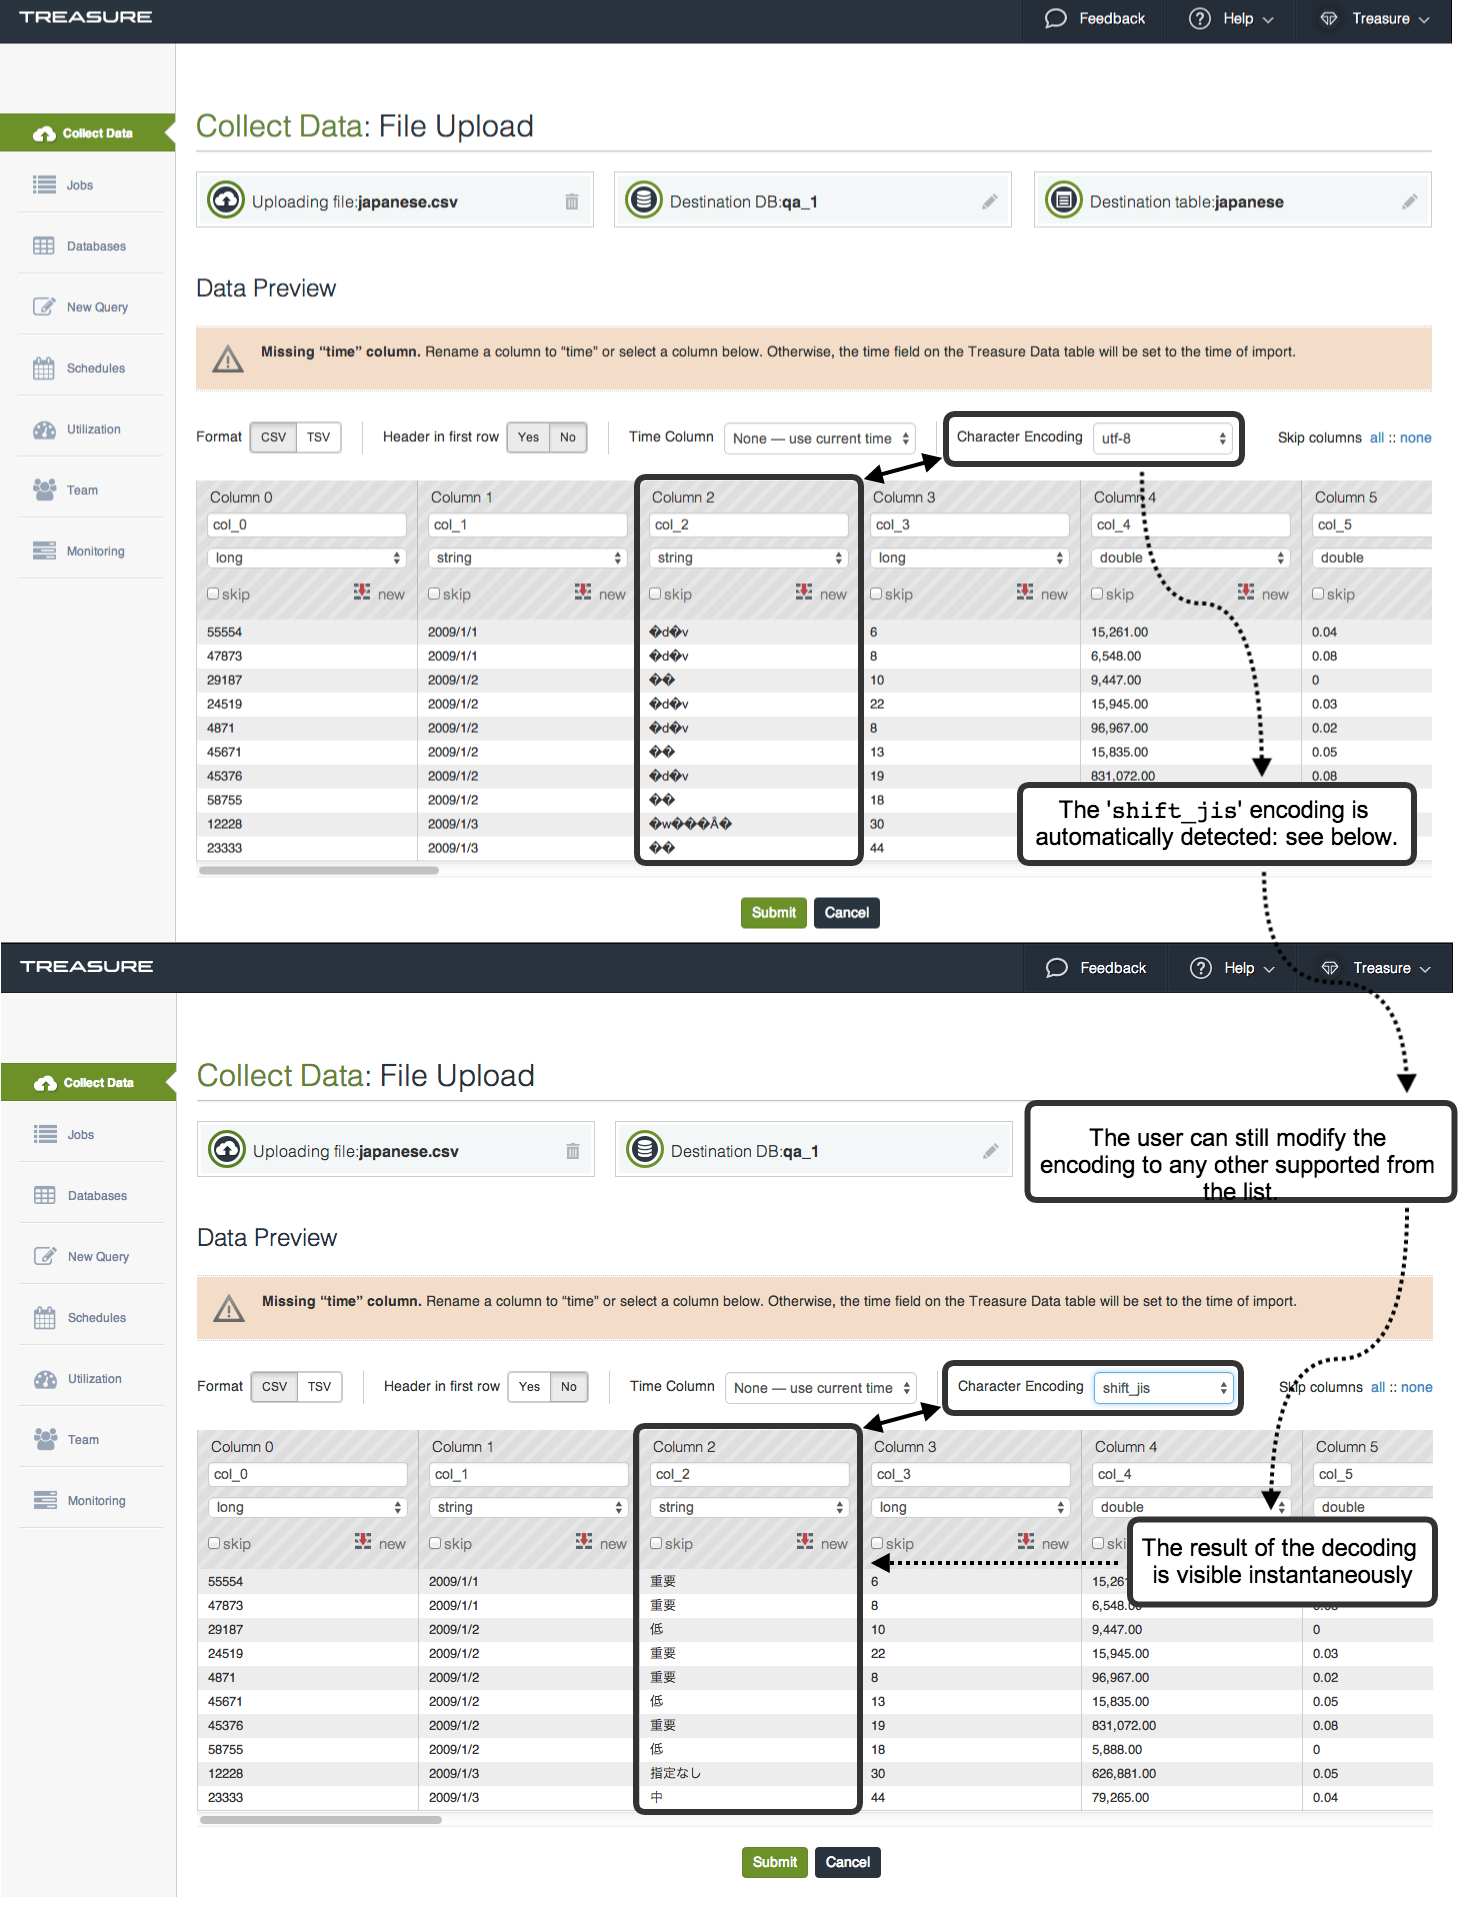 TREASURE
Feedback
Help
Treasure
Collect Data
Jobs
Databases
New Query
Schedules
Utilization
Team
Monitoring
Collect Data: File Upload
Uploading file:japanese.csv
Destination DB:qa_1
Destination table:japanese
Data Preview
Missing “time” column. Rename a column to “time” or select a column below. Otherwise, the time field on the Treasure Data table will be set to the time of import.
Format CSV TSV Header in first row Yes No Time Column None — use current time Character Encoding utf-8 Skip columns all :: none
Column 0 Column 1 Column 2 Column 3 Column 4 Column 5
col_0 col_1 col_2 col_3 col_4 col_5
long string string long double double
skip new skip new skip new skip new skip new skip
55554 2009/1/1 �d�v 6 15,261.00 0.04
47873 2009/1/1 �d�v 8 6,548.00 0.08
29187 2009/1/2 �� 10 9,447.00 0
24519 2009/1/2 �d�v 22 15,945.00 0.03
4871 2009/1/2 �d�v 8 96,967.00 0.02
45671 2009/1/2 �� 13 15,835.00 0.05
45376 2009/1/2 �d�v 19 831,072.00 0.08
58755 2009/1/2 �� 18
12228 2009/1/3 �w���Â� 30
23333 2009/1/3 �� 44
The 'shift_jis' encoding is
automatically detected: see below.
Submit Cancel
TREASURE
Feedback
Help
Treasure
Collect Data
Jobs
Databases
New Query
Schedules
Utilization
Team
Monitoring
Collect Data: File Upload
Uploading file:japanese.csv
Destination DB:qa_1
The user can still modify the
encoding to any other supported from
the list.
Data Preview
Missing “time” column. Rename a column to “time” or select a column below. Otherwise, the time field on the Treasure Data table will be set to the time of import.
Format CSV TSV Header in first row Yes No Time Column None — use current time Character Encoding shift_jis Skip columns all :: none
Column 0 Column 1 Column 2 Column 3 Column 4 Column 5
col_0 col_1 col_2 col_3 col_4 col_5
long string string long double double
skip new skip new skip new skip new
The result of the decoding
is visible instantaneously
55554 2009/1/1 重要 6
47873 2009/1/1 重要 8
29187 2009/1/2 低 10 9,447.00 0
24519 2009/1/2 重要 22 15,945.00 0.03
4871 2009/1/2 重要 8 96,967.00 0.02
45671 2009/1/2 低 13 15,835.00 0.05
45376 2009/1/2 重要 19 831,072.00 0.08
58755 2009/1/2 低 18 5,888.00 0
12228 2009/1/3 指定なし 30 626,881.00 0.05
23333 2009/1/3 中 44 79,265.00 0.04
Submit Cancel